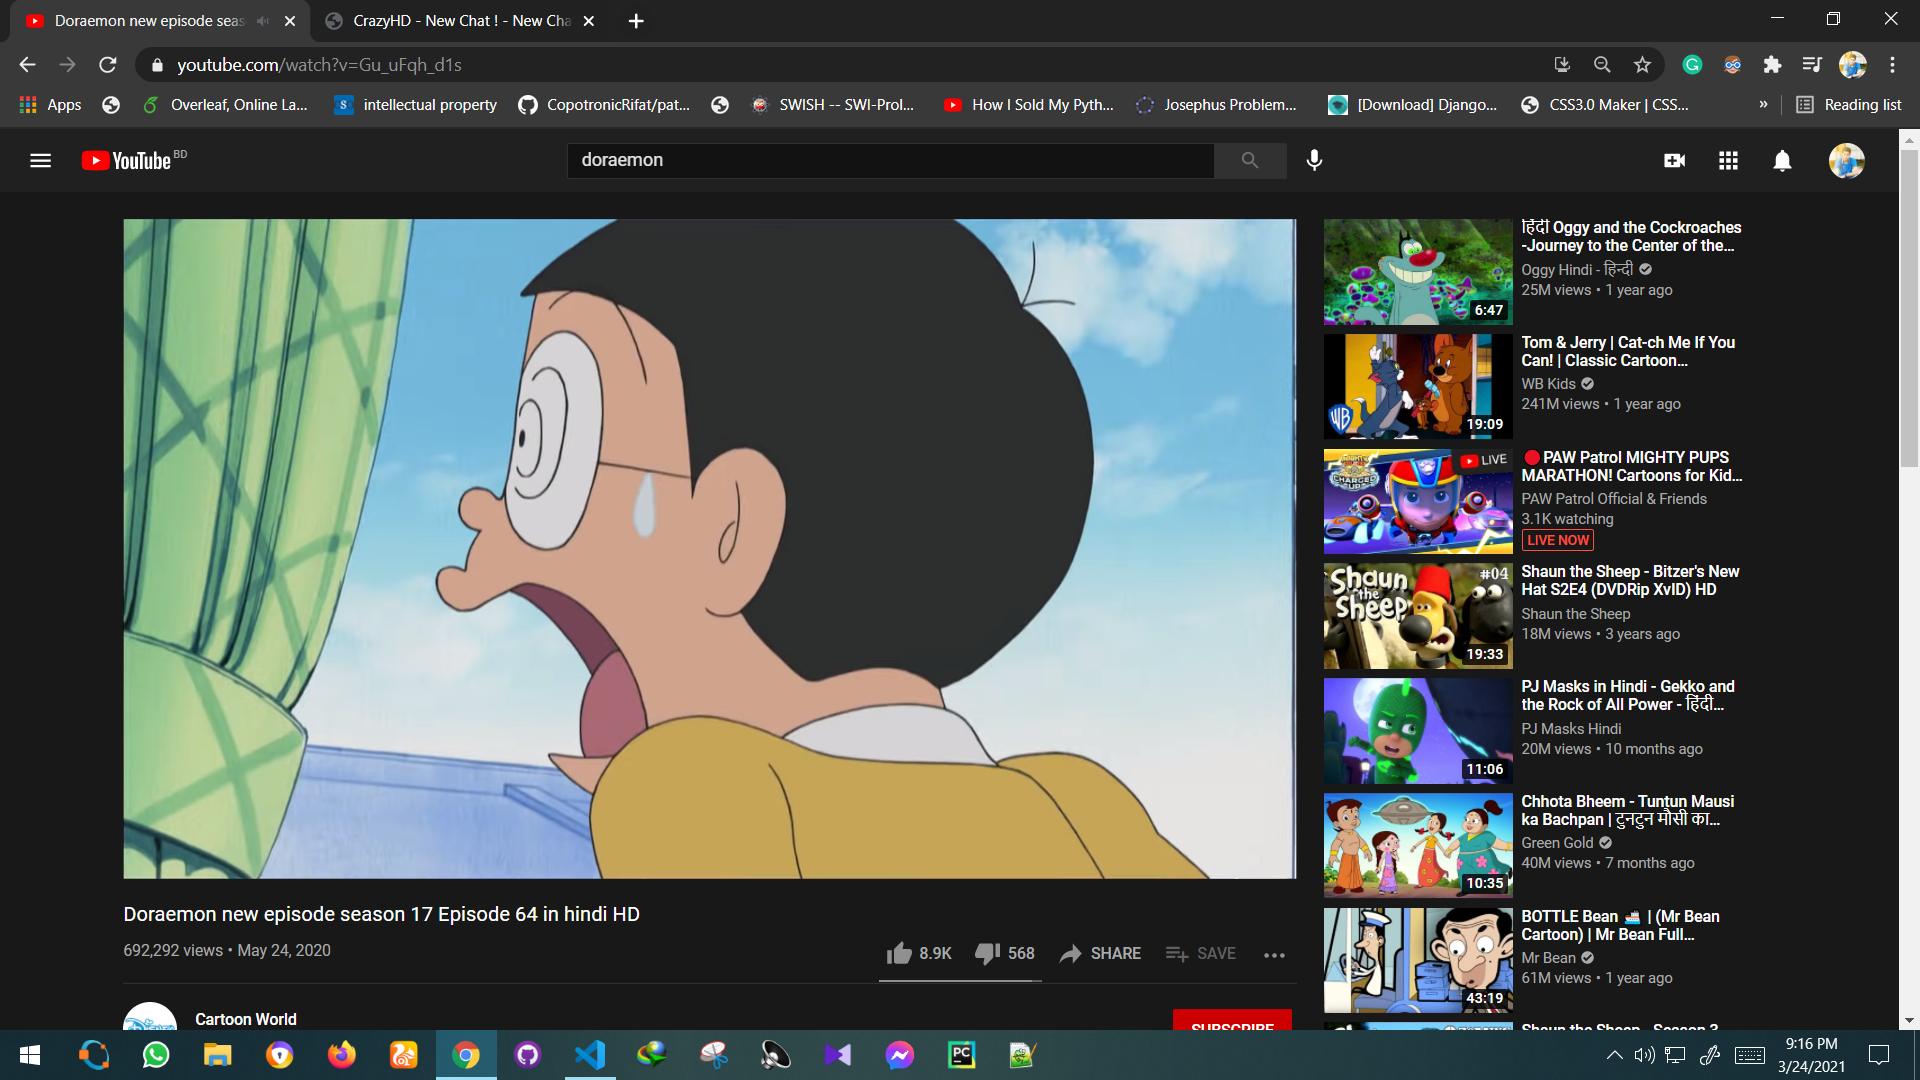 Doraemon new episode seas
CrazyHD - New Chat ! - New Cha
youtube.com/watch?v=Gu_uFqh_d1s
Apps
Overleaf, Online La...
intellectual property
CopotronicRifat/pat...
SWISH -- SWI-Prol...
How I Sold My Pyth...
Josephus Problem...
[Download] Django...
CSS3.0 Maker | CSS...
»
Reading list
YouTube BD
doraemon
हिंदी Oggy and the Cockroaches
-Journey to the Center of the...
Oggy Hindi - हिन्दी
25M views • 1 year ago
6:47
Tom & Jerry | Cat-ch Me If You
Can! | Classic Cartoon...
WB Kids
241M views • 1 year ago
WB
19:09
LIVE
CHARGED UP
PAW Patrol MIGHTY PUPS
MARATHON! Cartoons for Kid...
PAW Patrol Official & Friends
3.1K watching
LIVE NOW
Shaun the Sheep
#04
19:33
Shaun the Sheep - Bitzer's New
Hat S2E4 (DVDRip XvID) HD
Shaun the Sheep
18M views • 3 years ago
PJ Masks in Hindi - Gekko and
the Rock of All Power - हिंदी...
PJ Masks Hindi
20M views • 10 months ago
11:06
Chhota Bheem - Tuntun Mausi
ka Bachpan | टुनटुन मौसी का...
Green Gold
40M views • 7 months ago
10:35
BOTTLE Bean 🚢 | (Mr Bean
Cartoon) | Mr Bean Full...
Mr Bean
61M views • 1 year ago
43:19
Shaun the Sheep - Season 3
Doraemon new episode season 17 Episode 64 in hindi HD
692,292 views • May 24, 2020
8.9K
568
SHARE
SAVE
Cartoon World
SUBSCRIBE
PC
9:16 PM
3/24/2021